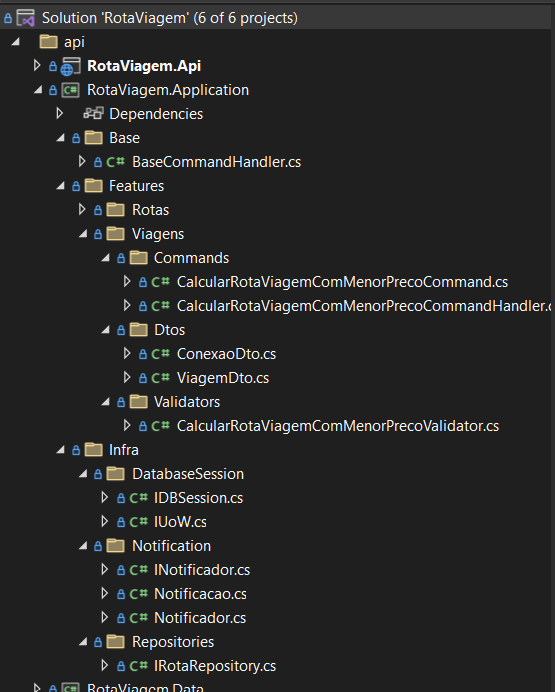 Solution 'RotaViagem' (6 of 6 projects)
api
RotaViagem.Api
C# RotaViagem.Application
Dependencies
Base
C# BaseCommandHandler.cs
Features
Rotas
Viagens
Commands
C# CalcularRotaViagemComMenorPrecoCommand.cs
C# CalcularRotaViagemComMenorPrecoCommandHandler.c
Dtos
C# ConexaoDto.cs
C# ViagemDto.cs
Validators
C# CalcularRotaViagemComMenorPrecoValidator.cs
Infra
DatabaseSession
C# IDBSession.cs
C# IUoW.cs
Notification
C# INotificador.cs
C# Notificacao.cs
C# Notificador.cs
Repositories
C# IRotaRepository.cs
C# RotaViagem.Data